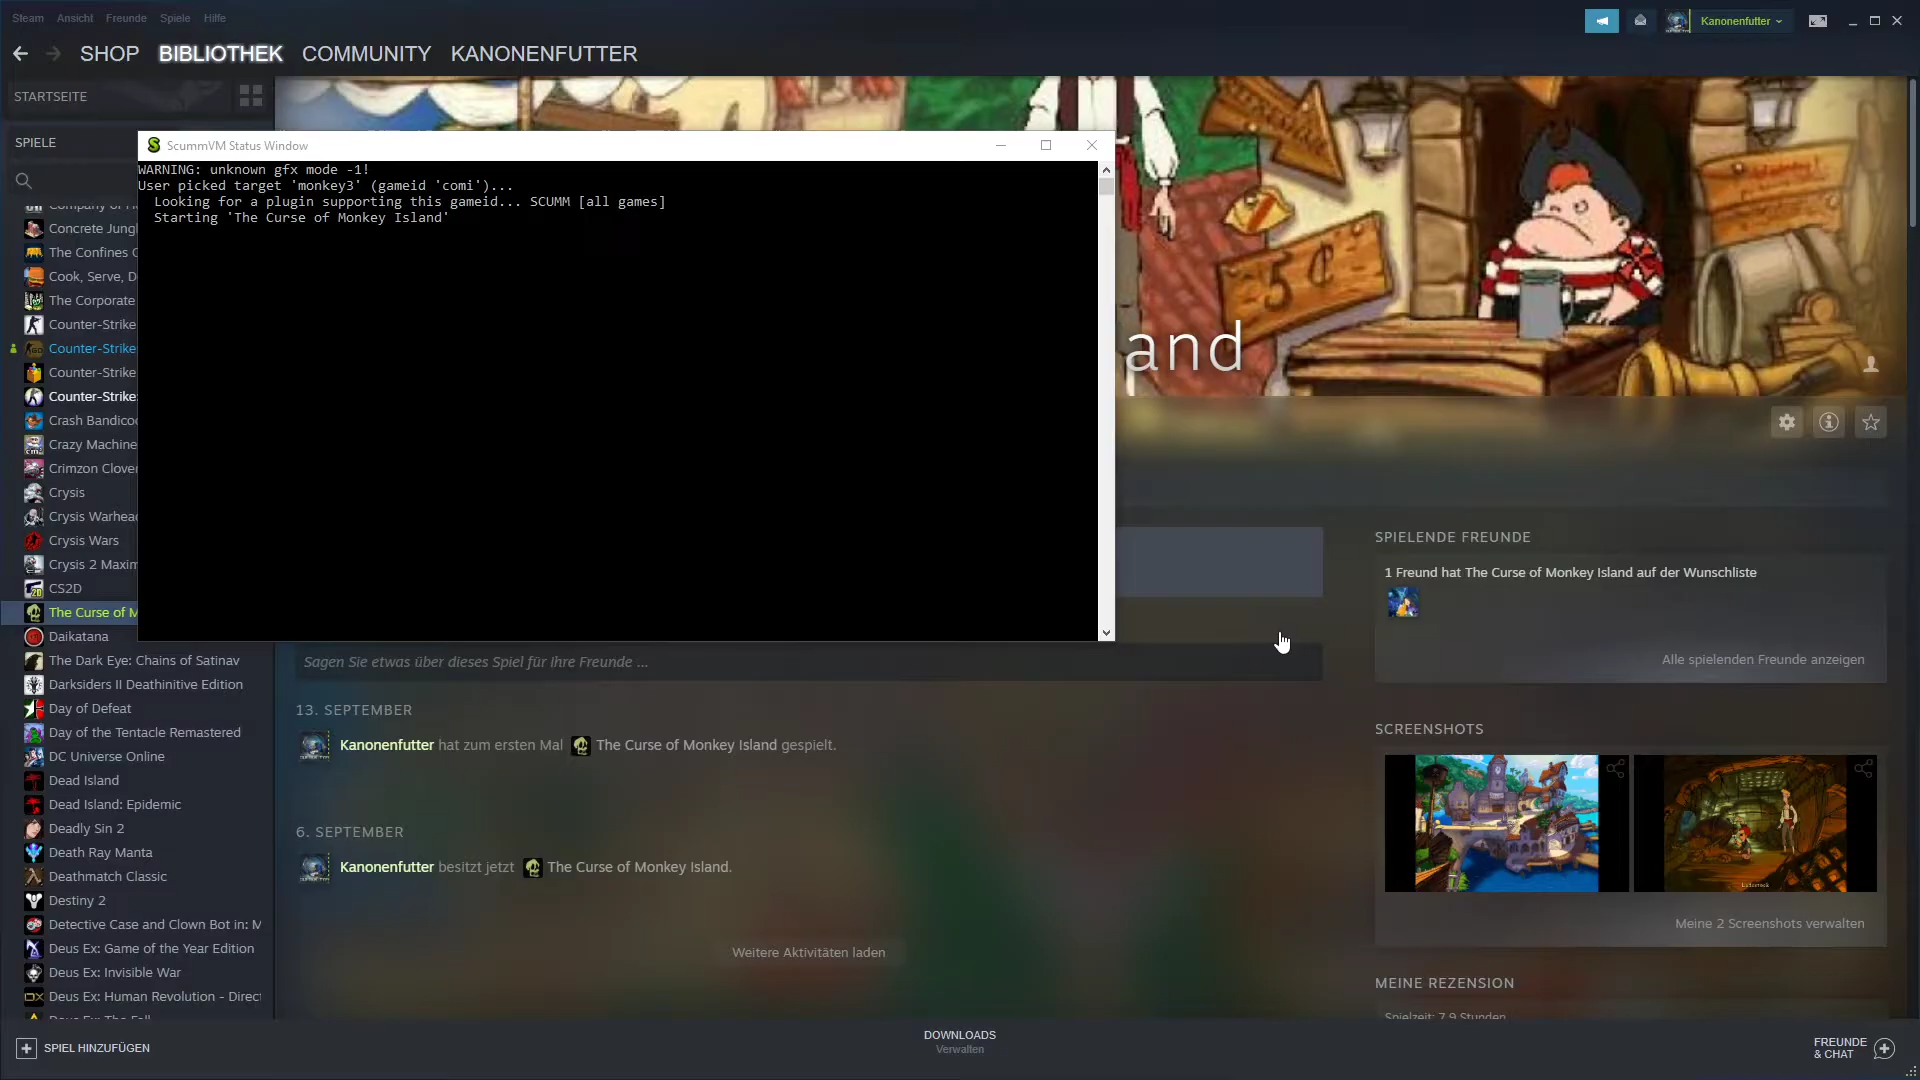 Steam Ansicht Freunde Spiele Hilfe
Kanonenfutter
SHOP BIBLIOTHEK COMMUNITY KANONENFUTTER
STARTSEITE
SPIELE
ScummVM Status Window
WARNING: unknown gfx mode -1!
User picked target 'monkey3' (gameid 'comi')...
Looking for a plugin supporting this gameid... SCUMM [all games]
Starting 'The Curse of Monkey Island'
5¢
and
Concrete Jungl
The Confines
Cook, Serve, D
The Corporate
Counter-Strike
Counter-Strike
Counter-Strike
Counter-Strike
Crash Bandicoo
Crazy Machine
Crimzon Clover
Crysis
Crysis Warhead
Crysis Wars
Crysis 2 Maxim
CS2D
The Curse of M
Daikatana
The Dark Eye: Chains of Satinav
Darksiders II Deathinitive Edition
Day of Defeat
Day of the Tentacle Remastered
DC Universe Online
Dead Island
Dead Island: Epidemic
Deadly Sin 2
Death Ray Manta
Deathmatch Classic
Destiny 2
Detective Case and Clown Bot in: M
Deus Ex: Game of the Year Edition
Deus Ex: Invisible War
Deus Ex: Human Revolution - Direct
Sagen Sie etwas über dieses Spiel für Ihre Freunde ...
13. SEPTEMBER
Kanonenfutter hat zum ersten Mal The Curse of Monkey Island gespielt.
6. SEPTEMBER
Kanonenfutter besitzt jetzt The Curse of Monkey Island.
Weitere Aktivitäten laden
SPIELENDE FREUNDE
1 Freund hat The Curse of Monkey Island auf der Wunschliste
Alle spielenden Freunde anzeigen
SCREENSHOTS
Meine 2 Screenshots verwalten
MEINE REZENSION
Spielzeit: 7,9 Stunden
SPIEL HINZUFÜGEN
DOWNLOADS
Verwalten
FREUNDE
& CHAT